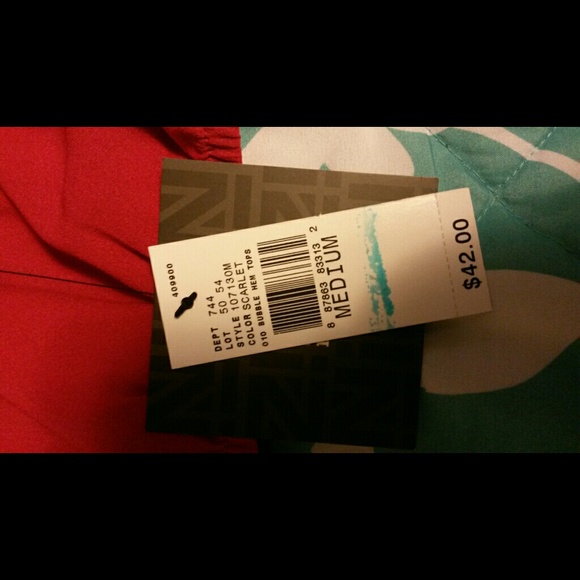 409900
DEPT 744 54
LOT 50
STYLE 107130M
COLOR SCARLET
010 BUBBLE HEM TOPS
8 87863 83313 2
MEDIUM
$42.00